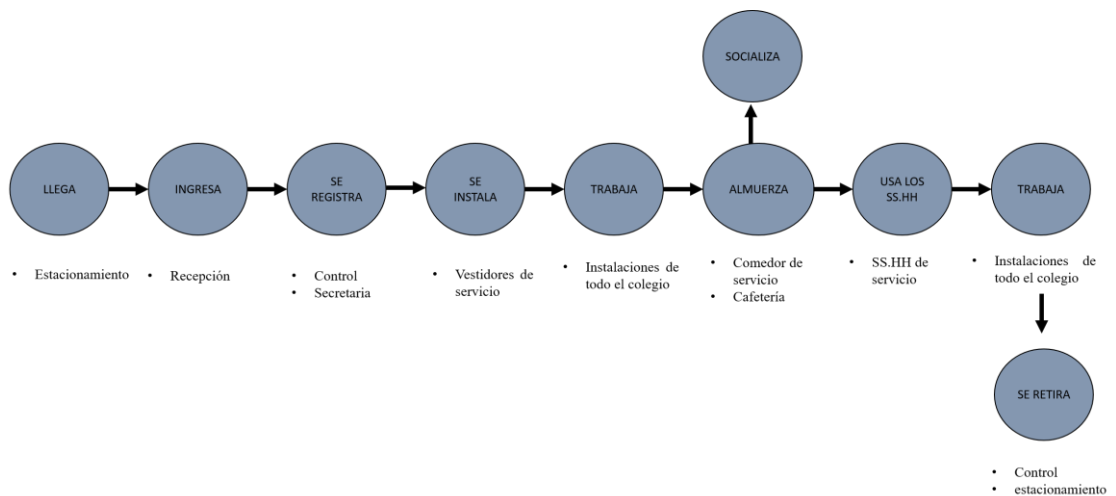 SOCIALIZA
LLEGA
INGRESA
SE
REGISTRA
SE
INSTALA
TRABAJA
ALMUERZA
USA LOS
SS.HH
TRABAJA
• Estacionamiento
• Recepción
• Control
• Secretaria
• Vestidores de
servicio
• Instalaciones de
todo el colegio
• Comedor de
servicio
• Cafetería
• SS.HH de
servicio
• Instalaciones de
todo el colegio
SE RETIRA
• Control
• estacionamiento